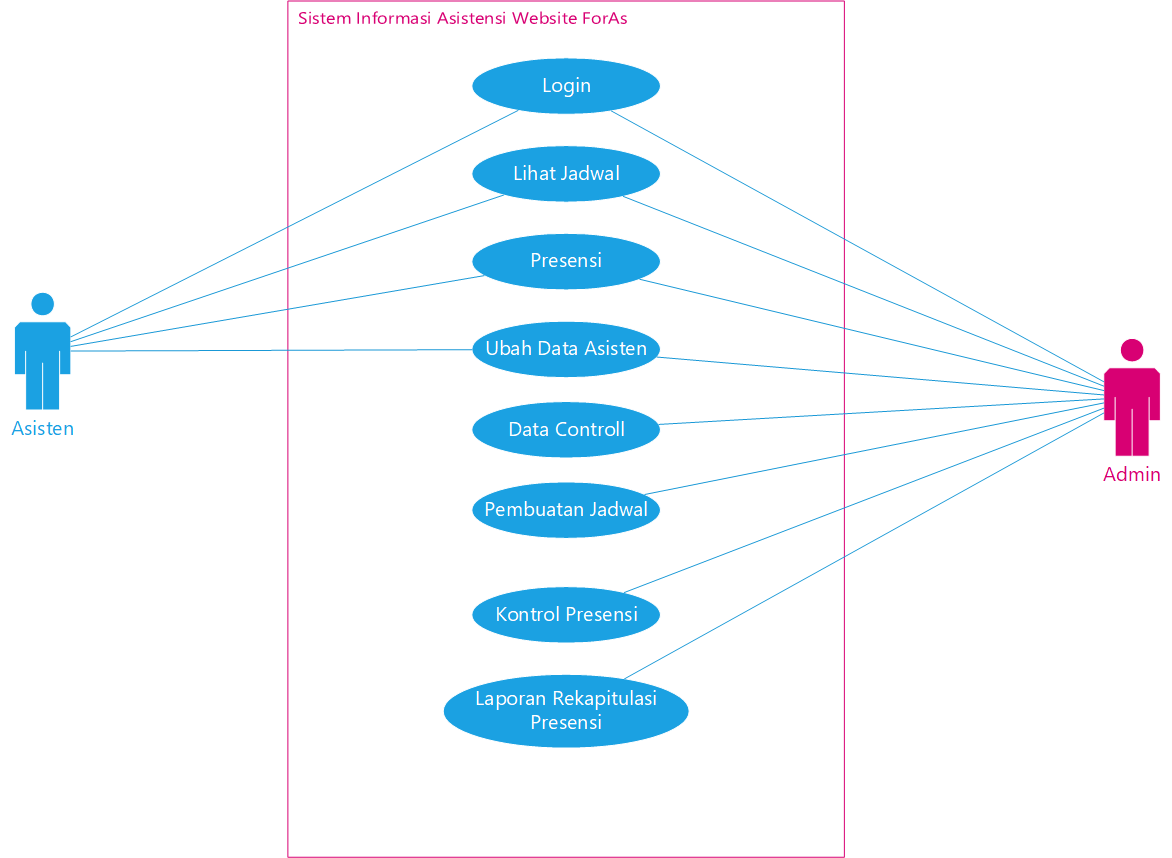 Sistem Informasi Asistensi Website ForAs
Login
Lihat Jadwal
Presensi
Ubah Data Asisten
Data Controll
Pembuatan Jadwal
Kontrol Presensi
Laporan Rekapitulasi
Presensi
Asisten
Admin